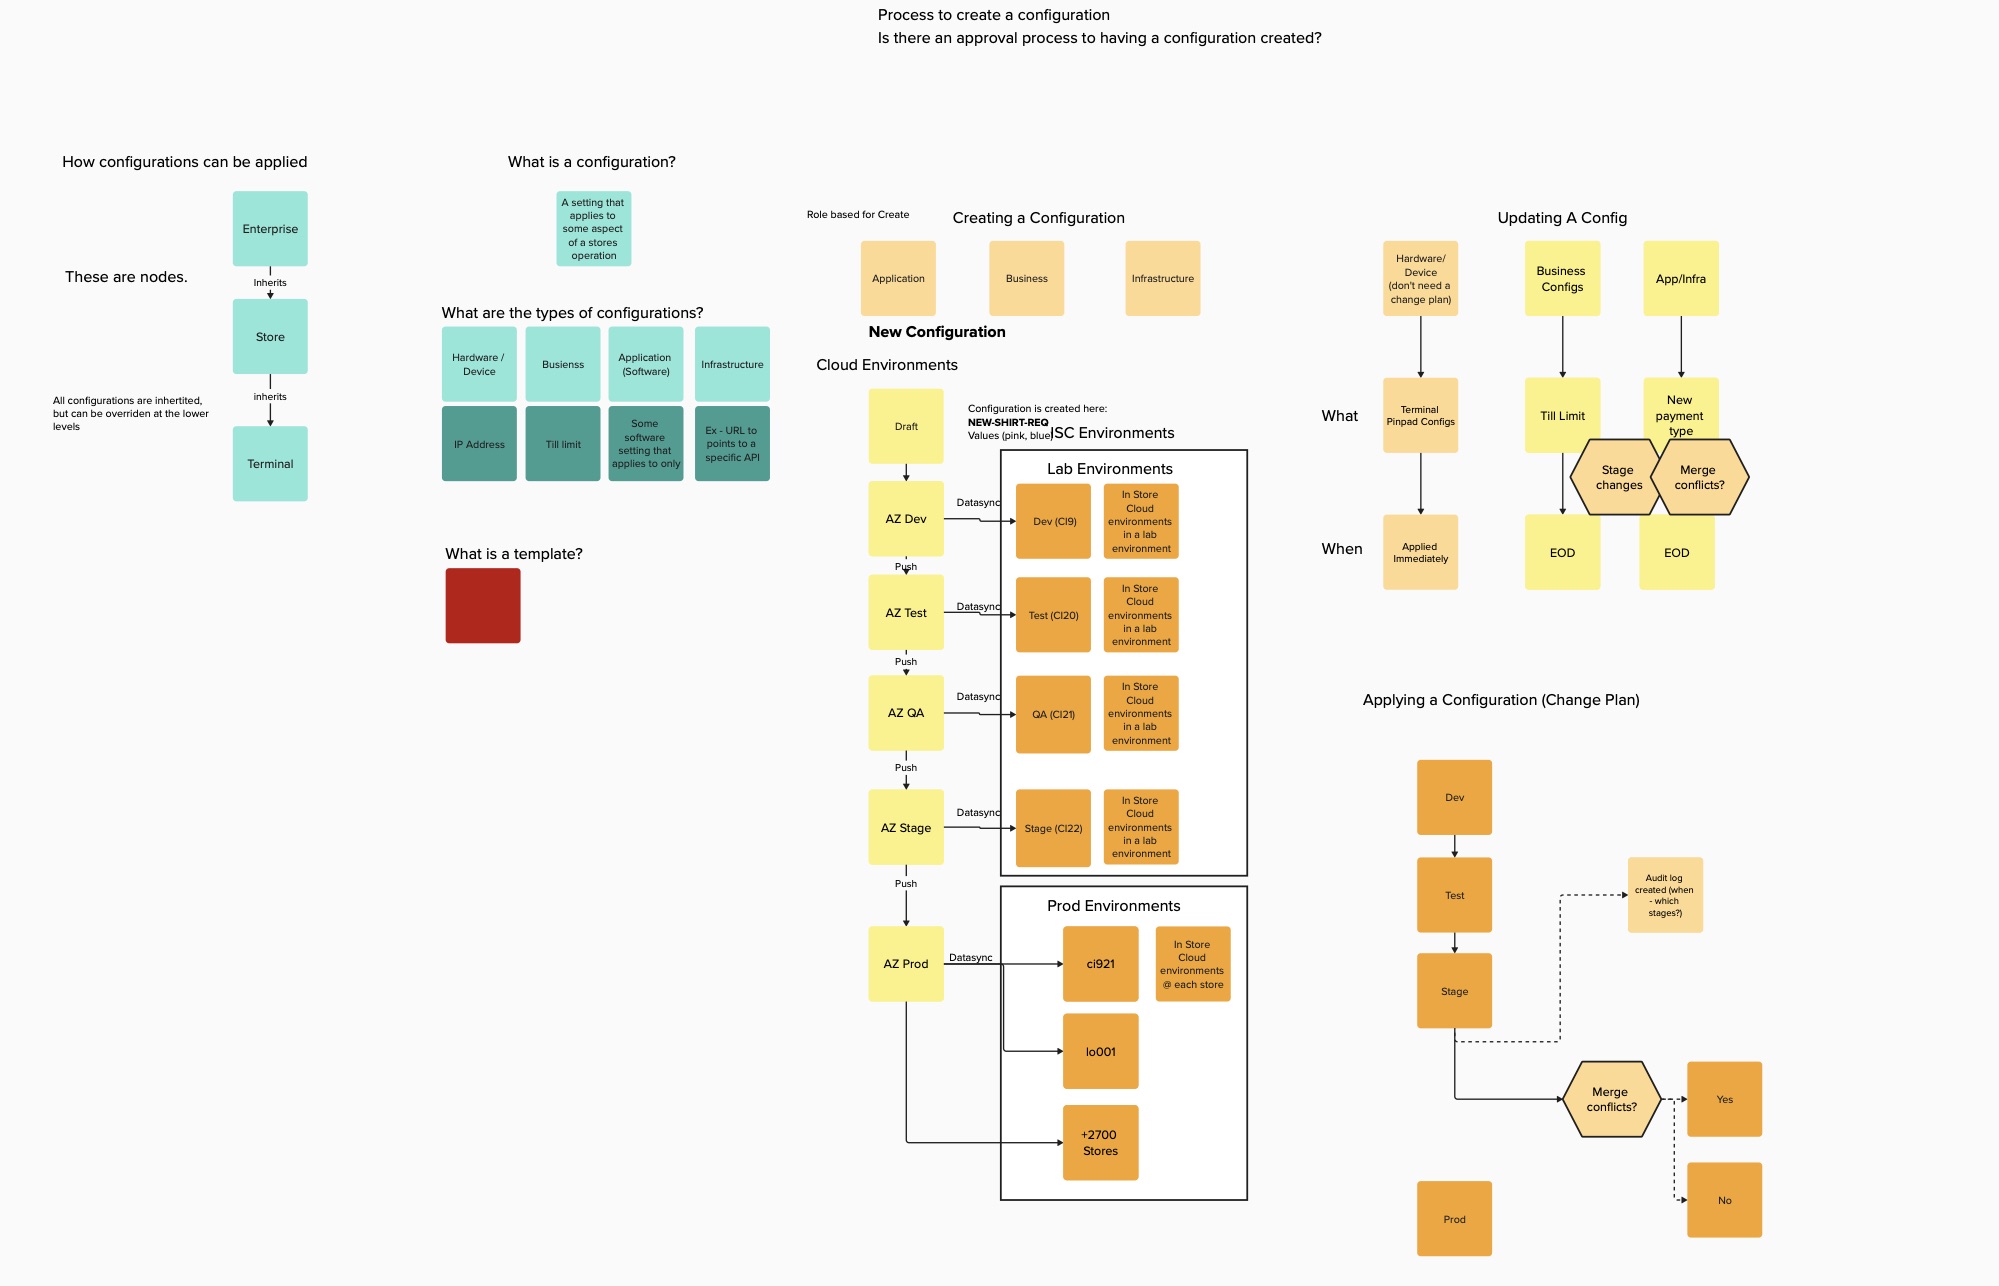 Process to create a configuration
Is there an approval process to having a configuration created?
How configurations can be applied
Enterprise
Inherits
These are nodes.
Store
inherits
All configurations are inhertited,
but can be overriden at the lower
levels
Terminal
What is a configuration?
A setting that
applies to
some aspect
of a stores
operation
What are the types of configurations?
Hardware /
Device
Busienss
Application
(Software)
Infrastructure
IP Address
Till limit
Some
software
setting that
applies to only
Ex - URL to
points to a
specific API
What is a template?
Role based for Create
Creating a Configuration
Application
Business
Infrastructure
New Configuration
Cloud Environments
Draft
Configuration is created here:
NEW-SHIRT-REQ
Values (pink, blue)
ISC Environments
Lab Environments
AZ Dev
Datasync
Dev (CI9)
In Store
Cloud
environments
in a lab
environment
Push
AZ Test
Datasync
Test (CI20)
In Store
Cloud
environments
in a lab
environment
Push
AZ QA
Datasync
QA (CI21)
In Store
Cloud
environments
in a lab
environment
Push
AZ Stage
Datasync
Stage (CI22)
In Store
Cloud
environments
in a lab
environment
Push
Prod Environments
AZ Prod
Datasync
ci921
In Store
Cloud
environments
@ each store
lo001
+2700
Stores
Updating A Config
Hardware/
Device
(don't need a
change plan)
Business
Configs
App/Infra
What
Terminal
Pinpad Configs
Till Limit
New
payment
type
Stage
changes
Merge
conflicts?
When
Applied
Immediately
EOD
EOD
Applying a Configuration (Change Plan)
Dev
Test
Audit log
created (when
- which
stages?)
Stage
Merge
conflicts?
Yes
No
Prod